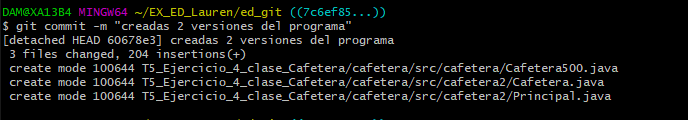 DAM@XA13B4 MINGW64 ~/EX_ED_Lauren/ed_git ((7c6ef85...))
$ git commit -m "creadas 2 versiones del programa"
[detached HEAD 60678e3] creadas 2 versiones del programa
 3 files changed, 204 insertions(+)
 create mode 100644 T5_Ejercicio_4_clase_Cafetera/cafetera/src/cafetera/Cafetera500.java
 create mode 100644 T5_Ejercicio_4_clase_Cafetera/cafetera/src/cafetera2/Cafetera.java
 create mode 100644 T5_Ejercicio_4_clase_Cafetera/cafetera/src/cafetera2/Principal.java